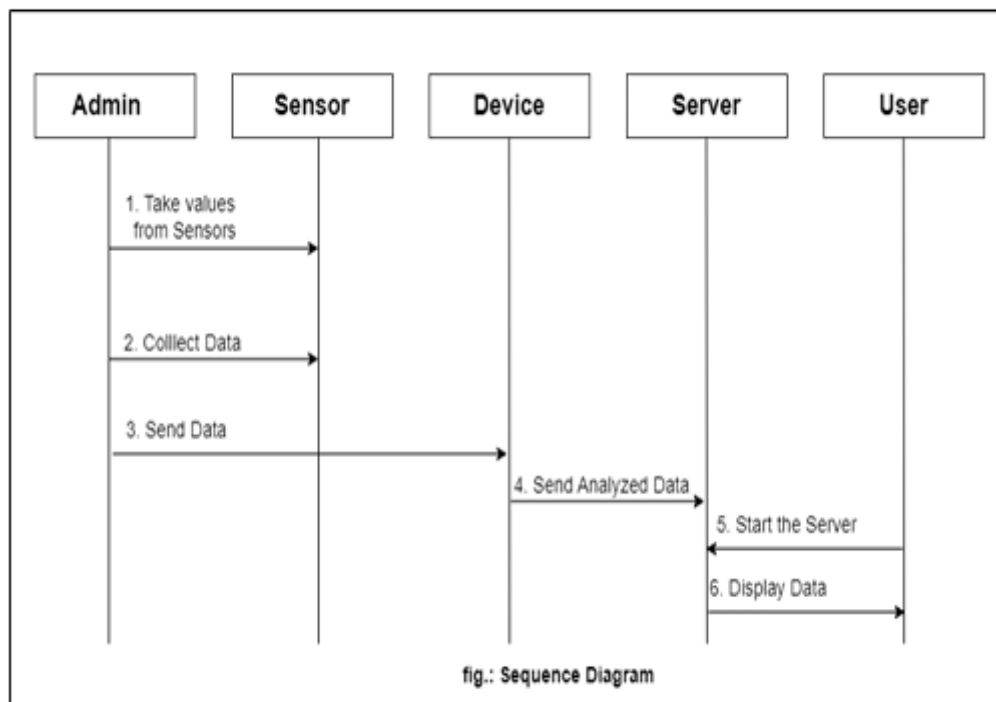 Admin
Sensor
Device
Server
User
1. Take values
from Sensors
2. Colllect Data
3. Send Data
4. Send Analyzed Data
5. Start the Server
6. Display Data
fig.: Sequence Diagram